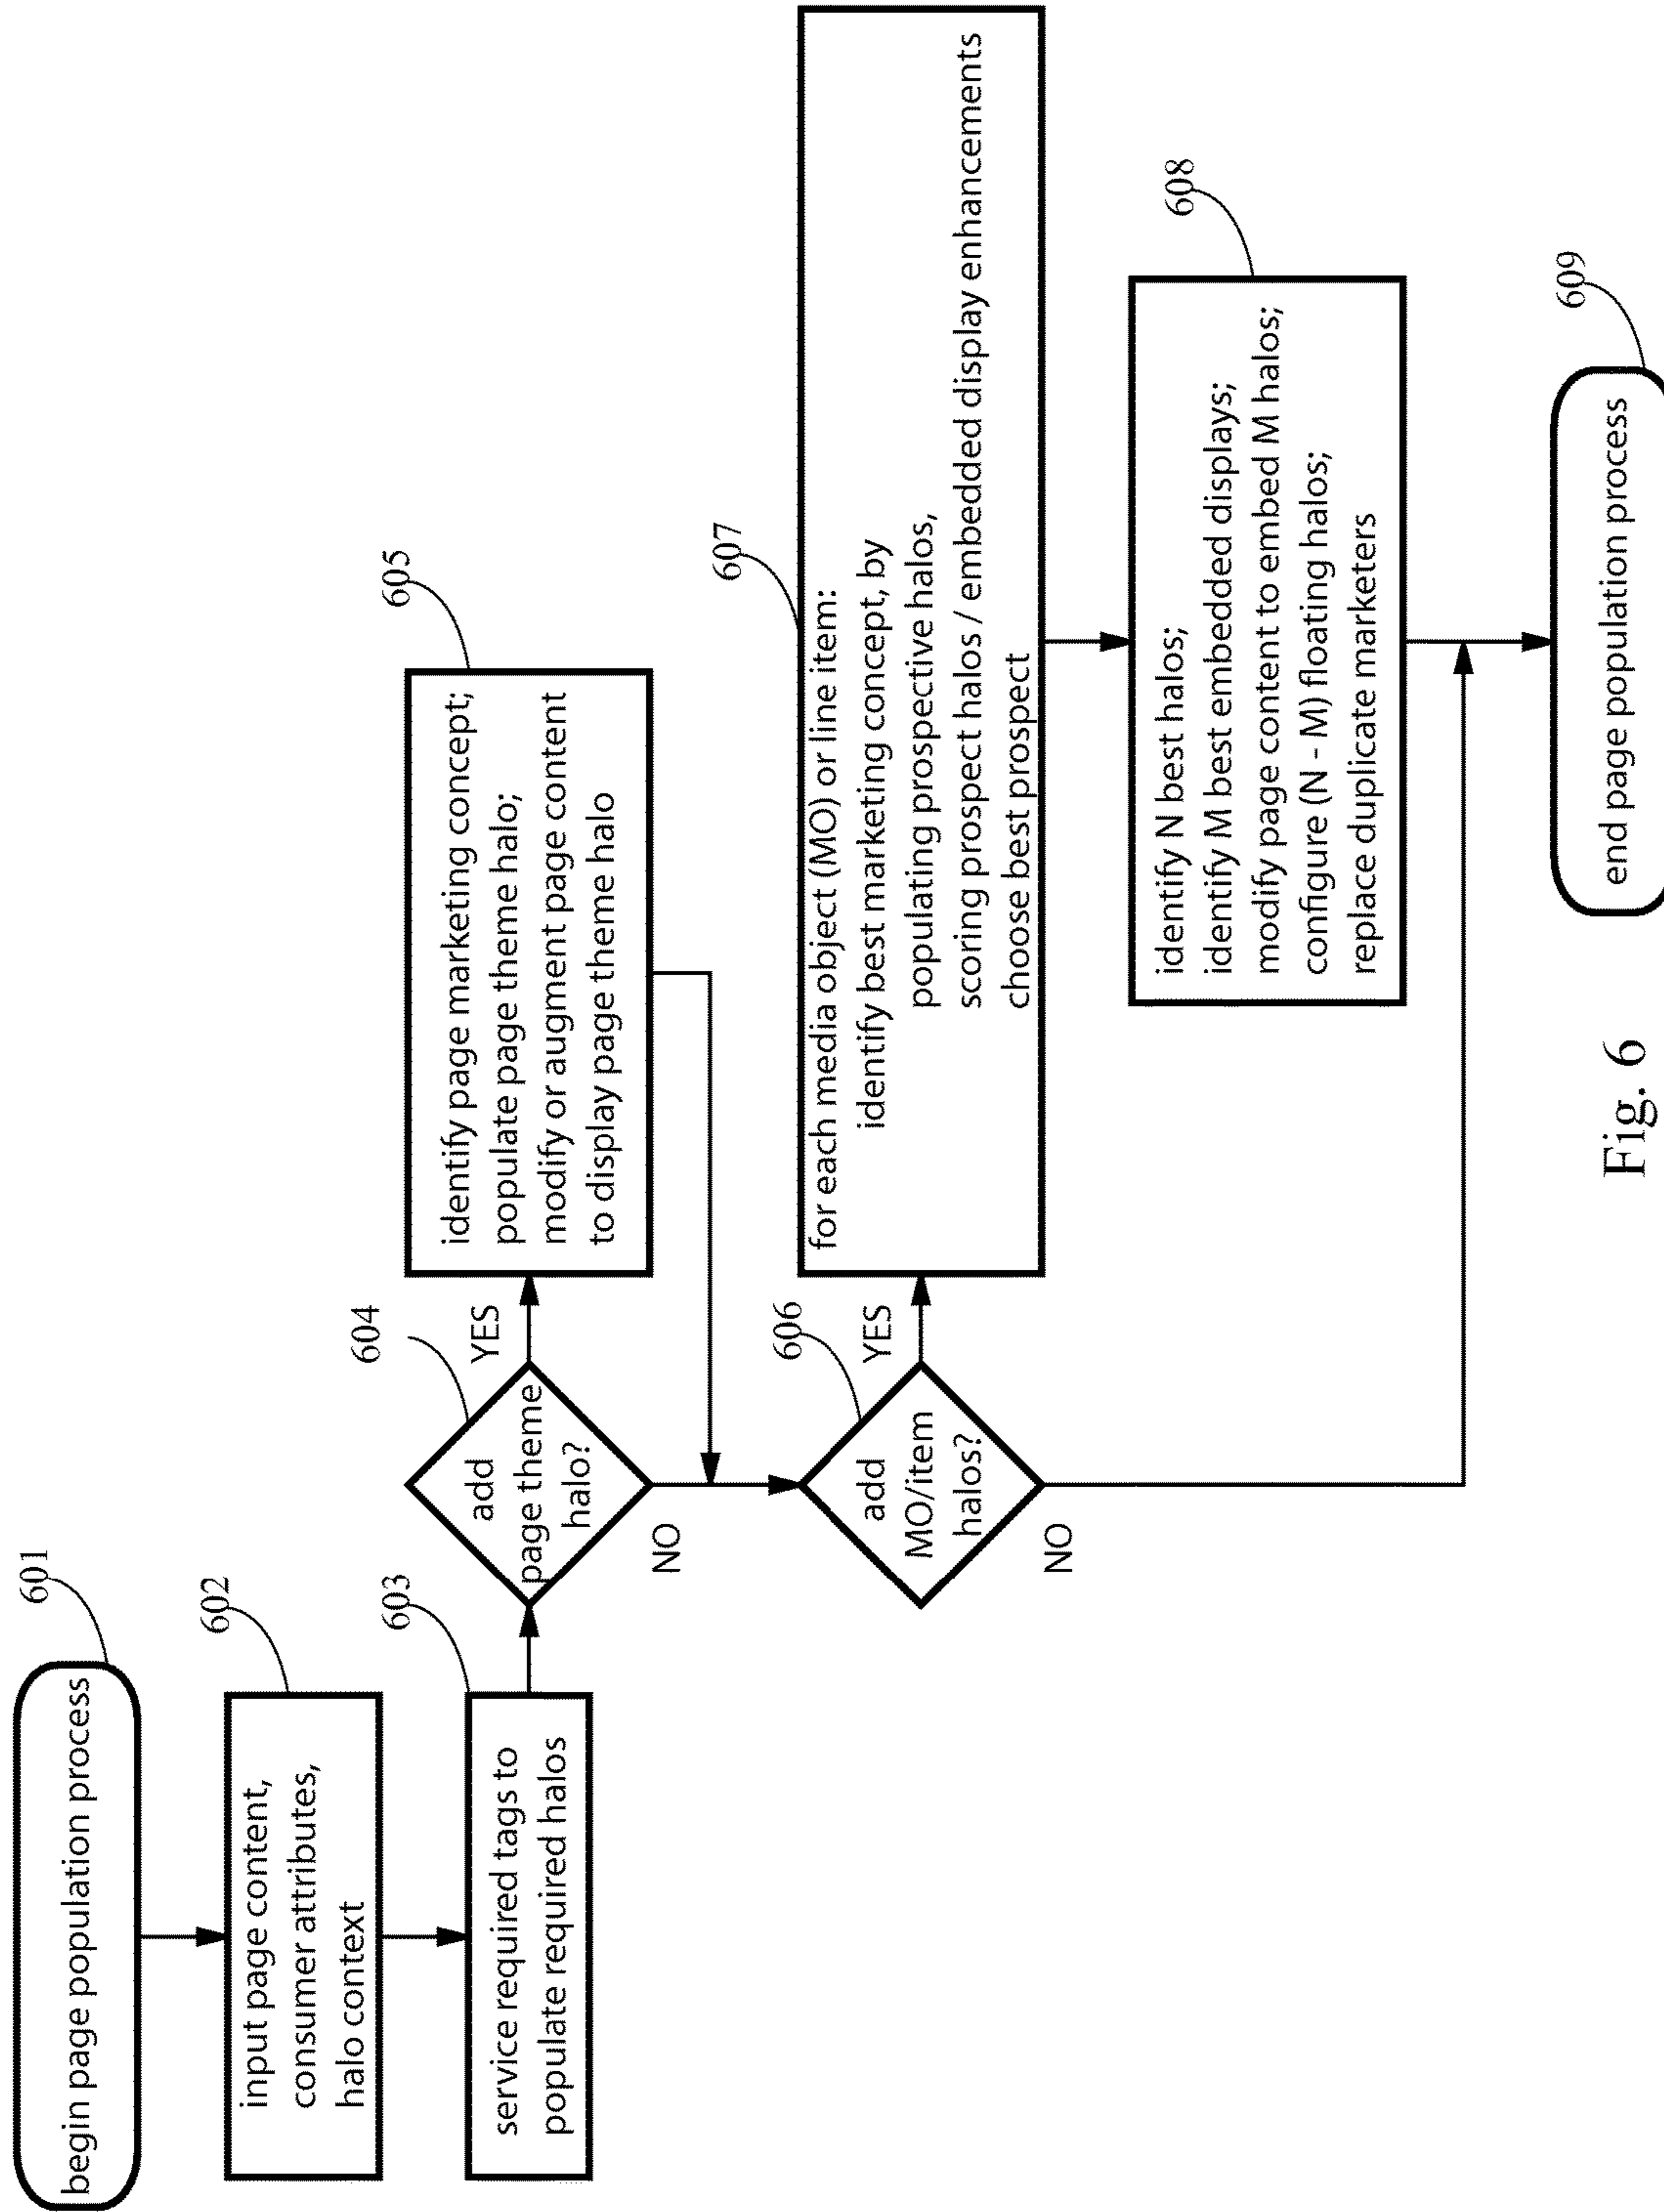 601
begin page population process
602
input page content,
consumer attributes,
halo context
603
service required tags to
populate required halos
604
add
page theme
halo?
YES
NO
605
identify page marketing concept;
populate page theme halo;
modify or augment page content
to display page theme halo
606
add
MO/item
halos?
YES
NO
607
for each media object (MO) or line item:
identify best marketing concept, by
populating prospective halos,
scoring prospect halos / embedded display enhancements
choose best prospect
608
identify N best halos;
identify M best embedded displays;
modify page content to embed M halos;
configure (N - M) floating halos;
replace duplicate marketers
609
end page population process
Fig. 6